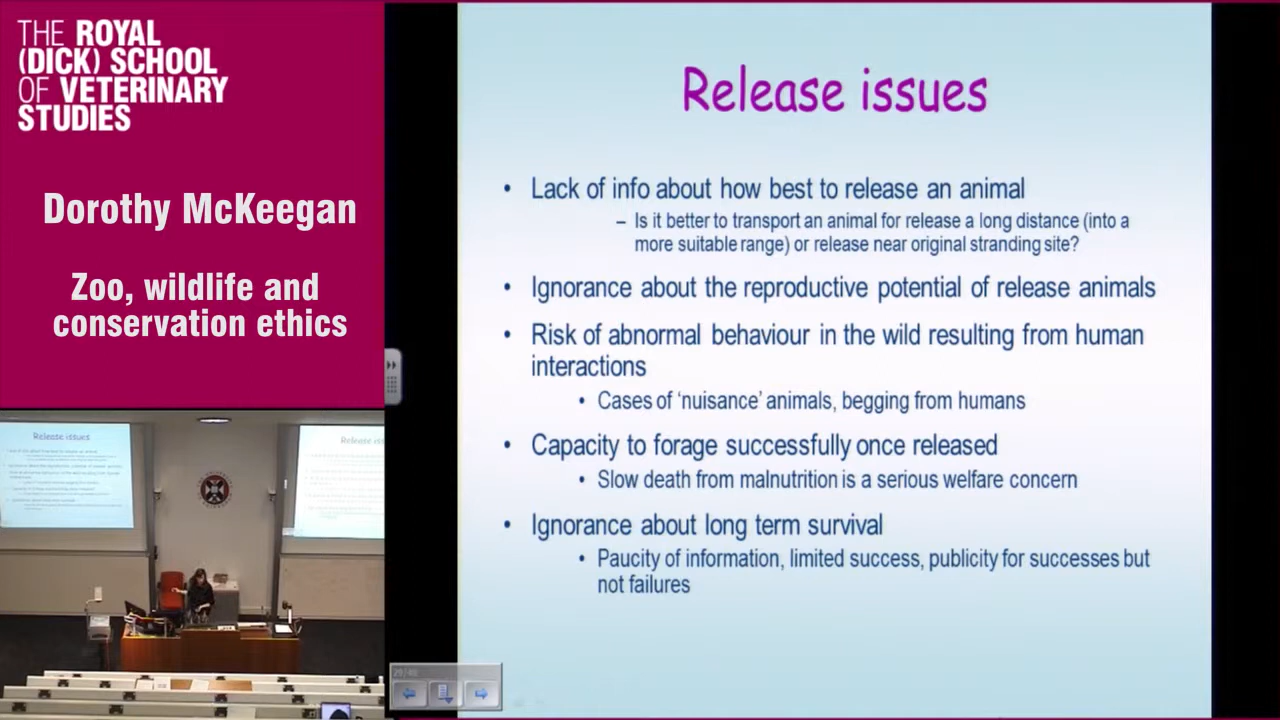 THE ROYAL
(DICK) SCHOOL
OF VETERINARY
STUDIES
Dorothy McKeegan
Zoo, wildlife and
conservation ethics
Release issues
• Lack of info about how best to release an animal
– Is it better to transport an animal for release a long distance (into a
more suitable range) or release near original stranding site?
• Ignorance about the reproductive potential of release animals
• Risk of abnormal behaviour in the wild resulting from human
interactions
• Cases of ‘nuisance’ animals, begging from humans
• Capacity to forage successfully once released
• Slow death from malnutrition is a serious welfare concern
• Ignorance about long term survival
• Paucity of information, limited success, publicity for successes but
not failures
Release issues
Release iss